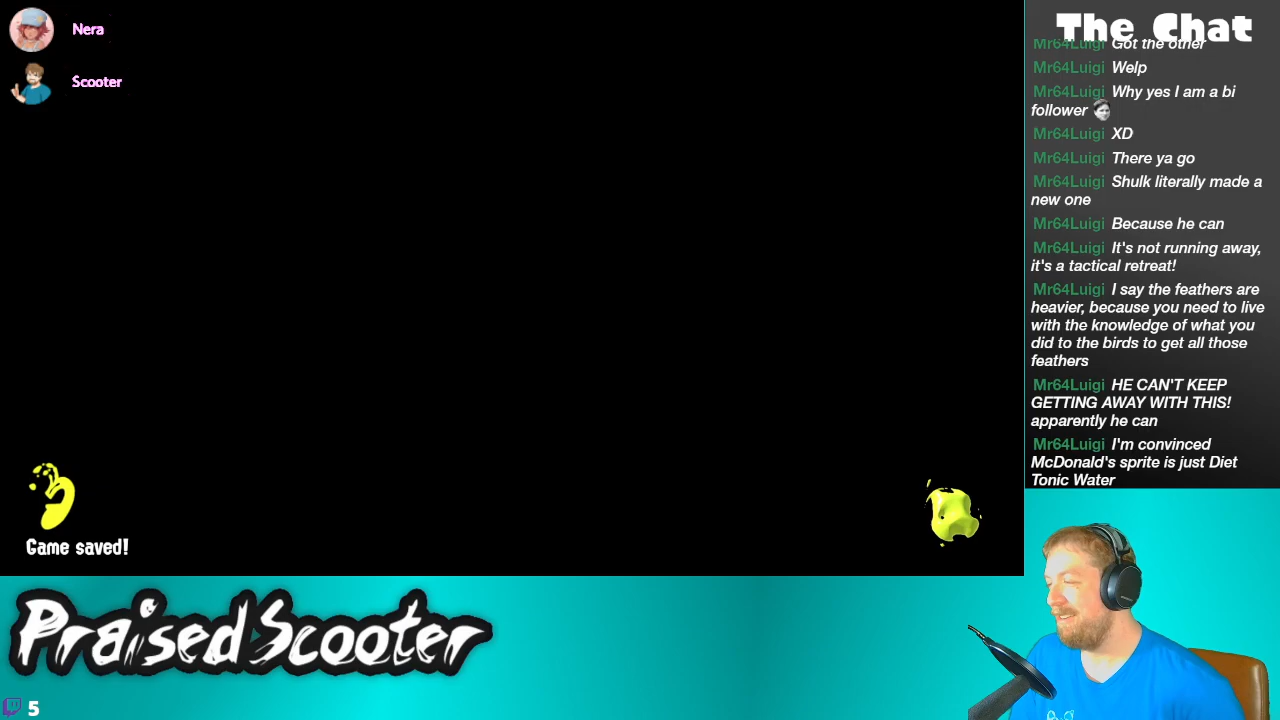 Nera
Scooter
Game saved!
The Chat
Mr64Luigi Got the other
Mr64Luigi Welp
Mr64Luigi Why yes I am a bi
follower
Mr64Luigi XD
Mr64Luigi There ya go
Mr64Luigi Shulk literally made a
new one
Mr64Luigi Because he can
Mr64Luigi It's not running away,
it's a tactical retreat!
Mr64Luigi I say the feathers are
heavier, because you need to live
with the knowledge of what you
did to the birds to get all those
feathers
Mr64Luigi HE CAN'T KEEP
GETTING AWAY WITH THIS!
apparently he can
Mr64Luigi I'm convinced
McDonald's sprite is just Diet
Tonic Water
PraisedScooter
5